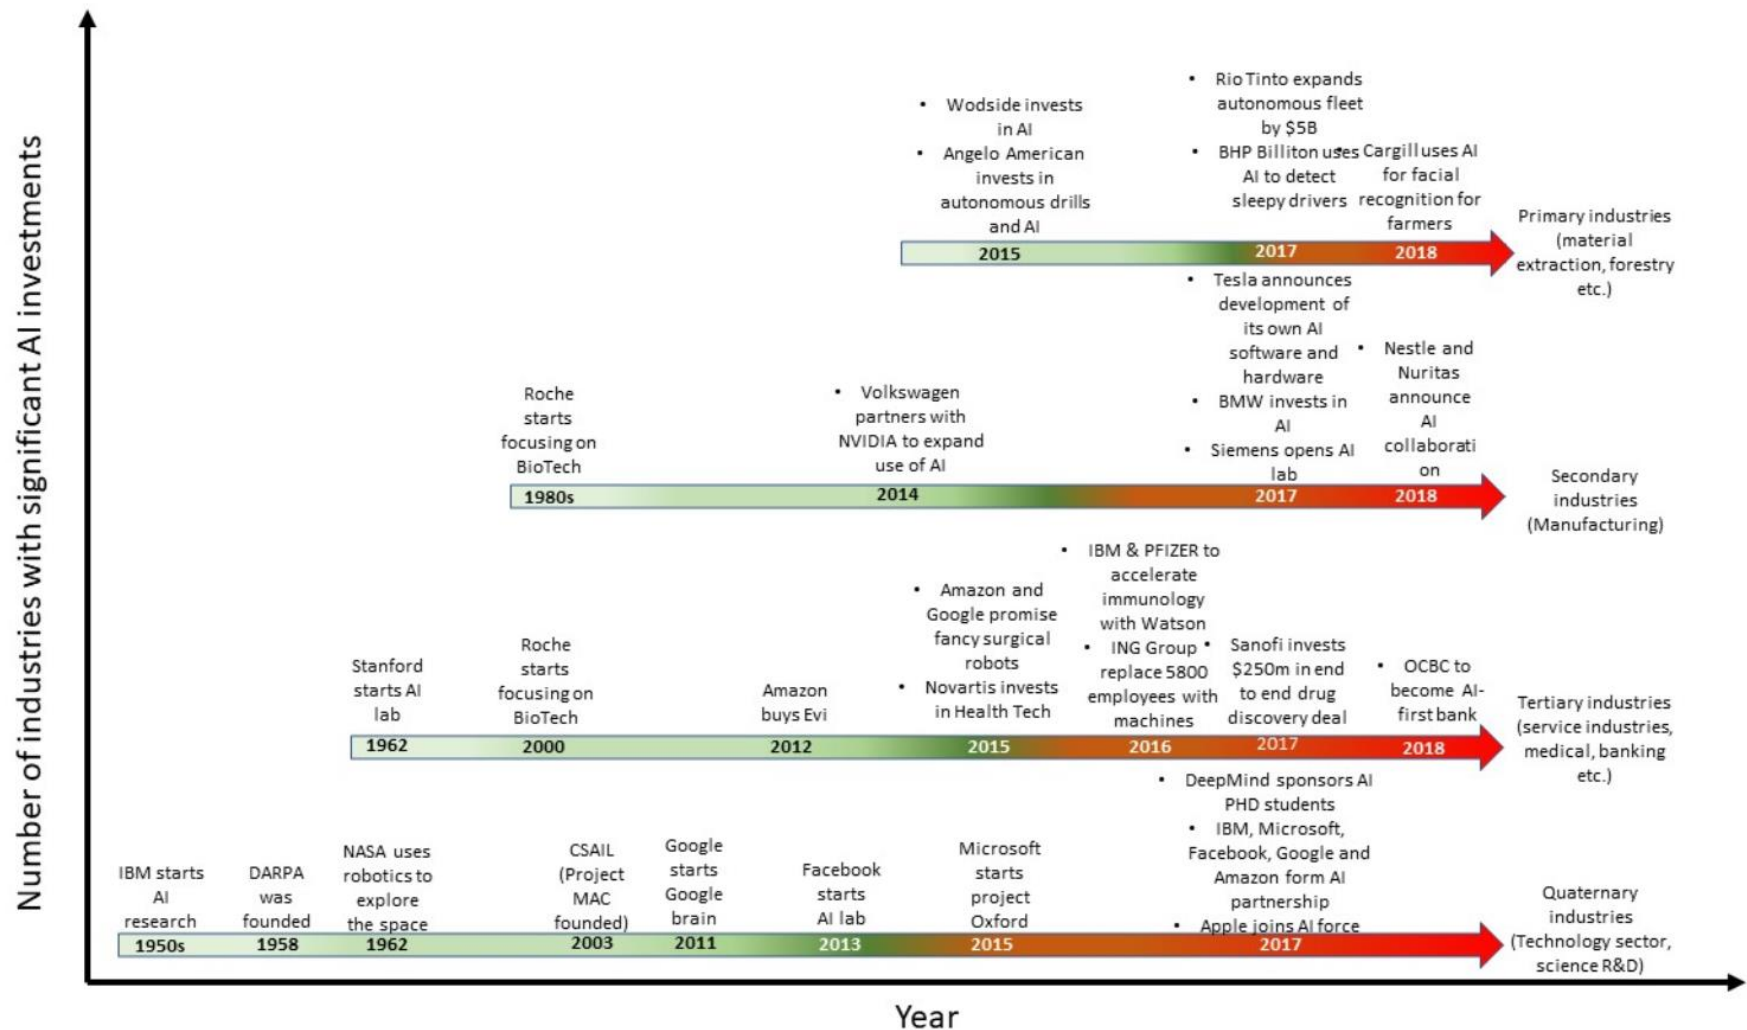 Number of industries with significant AI investments
• Wodside invests
in AI
• Angelo American
invests in
autonomous drills
and AI
• Rio Tinto expands
autonomous fleet
by $5B
• BHP Billiton uses
AI to detect
sleepy drivers
• Cargill uses AI
for facial
recognition for
farmers
2015
2017
2018
Primary industries
(material
extraction, forestry
etc.)
Roche
starts
focusing on
BioTech
• Volkswagen
partners with
NVIDIA to expand
use of AI
• Tesla announces
development of
its own AI
software and
hardware
• BMW invests in
AI
• Siemens opens AI
lab
• Nestle and
Nuritas
announce
AI
collaborati
on
1980s
2014
2017
2018
Secondary
industries
(Manufacturing)
Stanford
starts AI
lab
Roche
starts
focusing on
BioTech
Amazon
buys Evi
• Amazon and
Google promise
fancy surgical
robots
• Novartis invests
in Health Tech
• IBM & PFIZER to
accelerate
immunology
with Watson
• ING Group
replace 5800
employees with
machines
• Sanofi invests
$250m in end
to end drug
discovery deal
• OCBC to
become AI-
first bank
1962
2000
2012
2015
2016
2017
2018
Tertiary industries
(service industries,
medical, banking
etc.)
IBM starts
AI
research
DARPA
was
founded
NASA uses
robotics to
explore
the space
CSAIL
(Project
MAC
founded)
Google
starts
Google
brain
Facebook
starts
AI lab
Microsoft
starts
project
Oxford
• DeepMind sponsors AI
PHD students
• IBM, Microsoft,
Facebook, Google and
Amazon form AI
partnership
• Apple joins AI force
1950s
1958
1962
2003
2011
2013
2015
2017
Quaternary
industries
(Technology sector,
science R&D)
Year